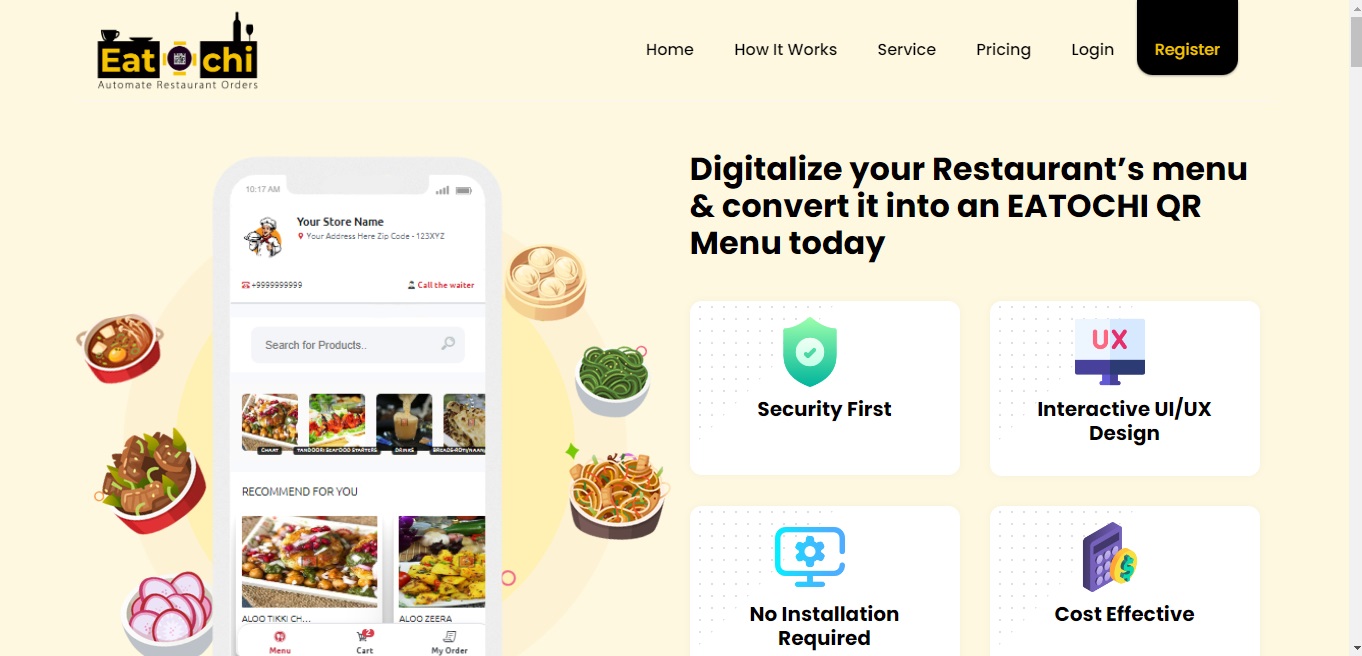 Eat chi
Automate Restaurant Orders
Home
How It Works
Service
Pricing
Login
Register
10:17 AM
Your Store Name
Your Address Here Zip Code - 123XYZ
+9999999999
Call the waiter
Search for Products..
CHAAT
TANDOORI SEAFOOD STARTERS
DRINKS
BREADS-ROTI/NAAN
RECOMMEND FOR YOU
ALOO TIKKI CH...
ALOO ZEERA
Menu
2
Cart
My Order
Digitalize your Restaurant’s menu
& convert it into an EATOCHI QR
Menu today
Security First
UX
Interactive UI/UX
Design
No Installation
Required
$
Cost Effective